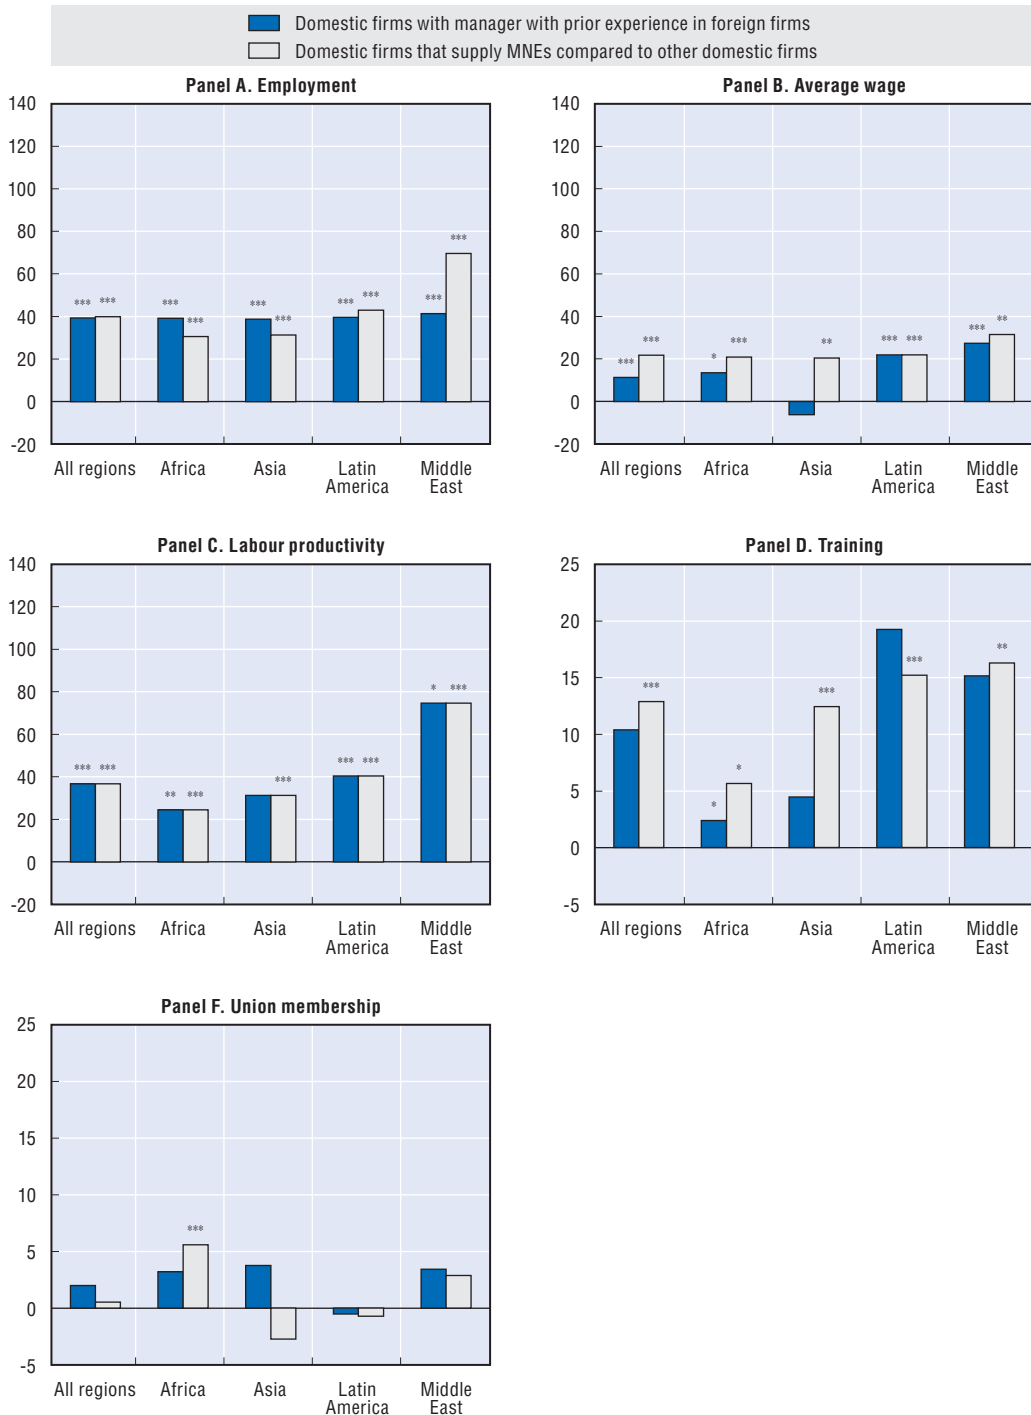 Domestic firms with manager with prior experience in foreign firms
Domestic firms that supply MNEs compared to other domestic firms
Panel A. Employment
140
120
100
80
60
40
20
0
-20
***
***
***
***
***
***
***
***
***
***
All regions
Africa
Asia
Latin
America
Middle
East
Panel B. Average wage
140
120
100
80
60
40
20
0
-20
***
***
*
***
**
***
***
***
**
All regions
Africa
Asia
Latin
America
Middle
East
Panel C. Labour productivity
140
120
100
80
60
40
20
0
-20
***
***
**
***
***
***
***
*
***
All regions
Africa
Asia
Latin
America
Middle
East
Panel D. Training
25
20
15
10
5
0
-5
***
*
*
***
***
**
All regions
Africa
Asia
Latin
America
Middle
East
Panel F. Union membership
25
20
15
10
5
0
-5
***
All regions
Africa
Asia
Latin
America
Middle
East